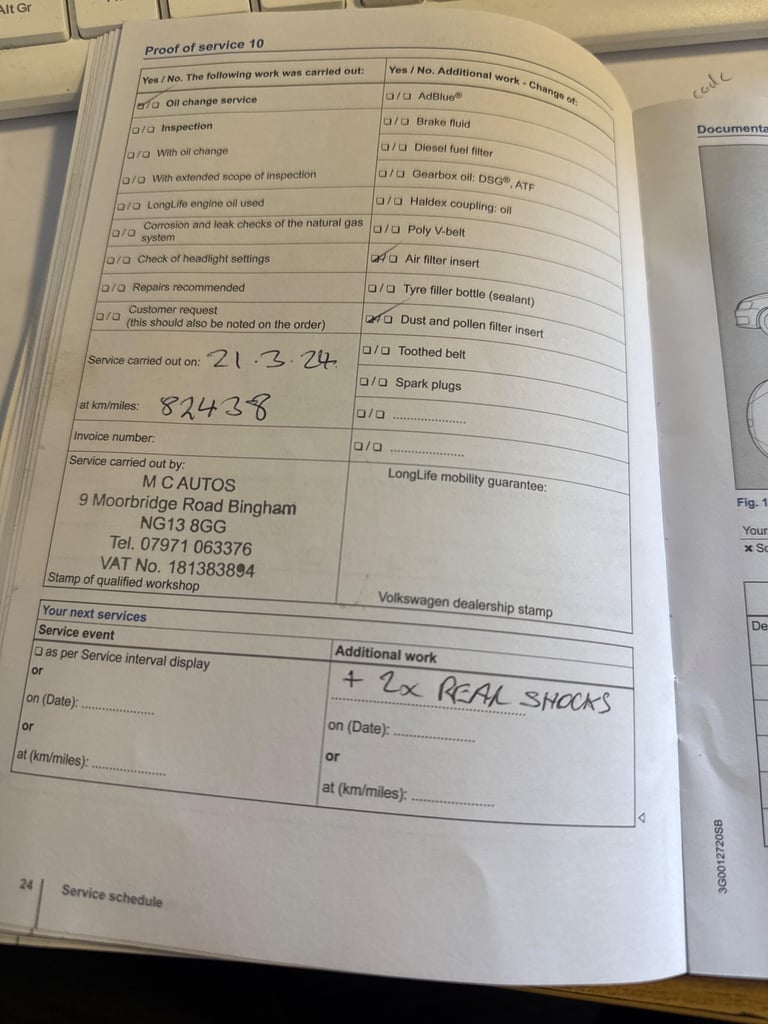 Alt Gr
Proof of service 10
Yes / No. The following work was carried out:
☑/☐ Oil change service
☐/☐ Inspection
☐/☐ With oil change
☐/☐ With extended scope of inspection
☐/☐ LongLife engine oil used
☐/☐ Corrosion and leak checks of the natural gas
system
☐/☐ Check of headlight settings
☐/☐ Repairs recommended
☐/☐ Customer request
(this should also be noted on the order)
Service carried out on: 21.3.24
at km/miles: 82438
Invoice number:
Service carried out by:
M C AUTOS
9 Moorbridge Road Bingham
NG13 8GG
Tel. 07971 063376
VAT No. 181383894
Stamp of qualified workshop
Yes / No. Additional work - Change of:
☐/☐ AdBlue®
☐/☐ Brake fluid
☐/☐ Diesel fuel filter
☐/☐ Gearbox oil: DSG®, ATF
☐/☐ Haldex coupling: oil
☐/☐ Poly V-belt
☑/☐ Air filter insert
☐/☐ Tyre filler bottle (sealant)
☑/☐ Dust and pollen filter insert
☐/☐ Toothed belt
☐/☐ Spark plugs
☐/☐ ....................
☐/☐ ....................
LongLife mobility guarantee:
Volkswagen dealership stamp
Your next services
Service event
☐ as per Service interval display
or
on (Date): ....................
or
at (km/miles): ....................
Additional work
+ 2x REAR SHOCKS
on (Date): ....................
or
at (km/miles): ....................
24
Service schedule
code
Documenta
Fig. 1
Your
De
3G0012720SB